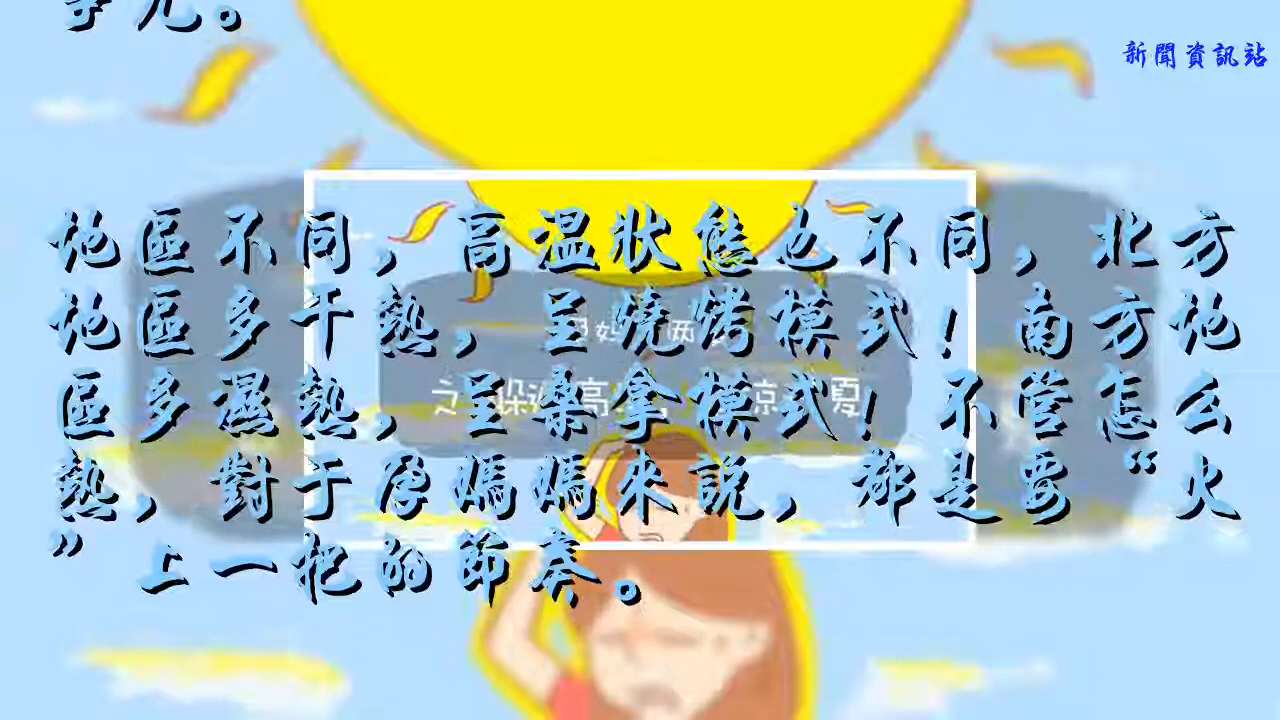 新聞資訊站
地區不同，高温狀態也不同，北方
地區多干熱，呈燒烤模式！南方地
區多濕熱，呈桑拿模式！不管怎么
熱，對于孕媽媽來說，都是要“火
”上一把的節奏。